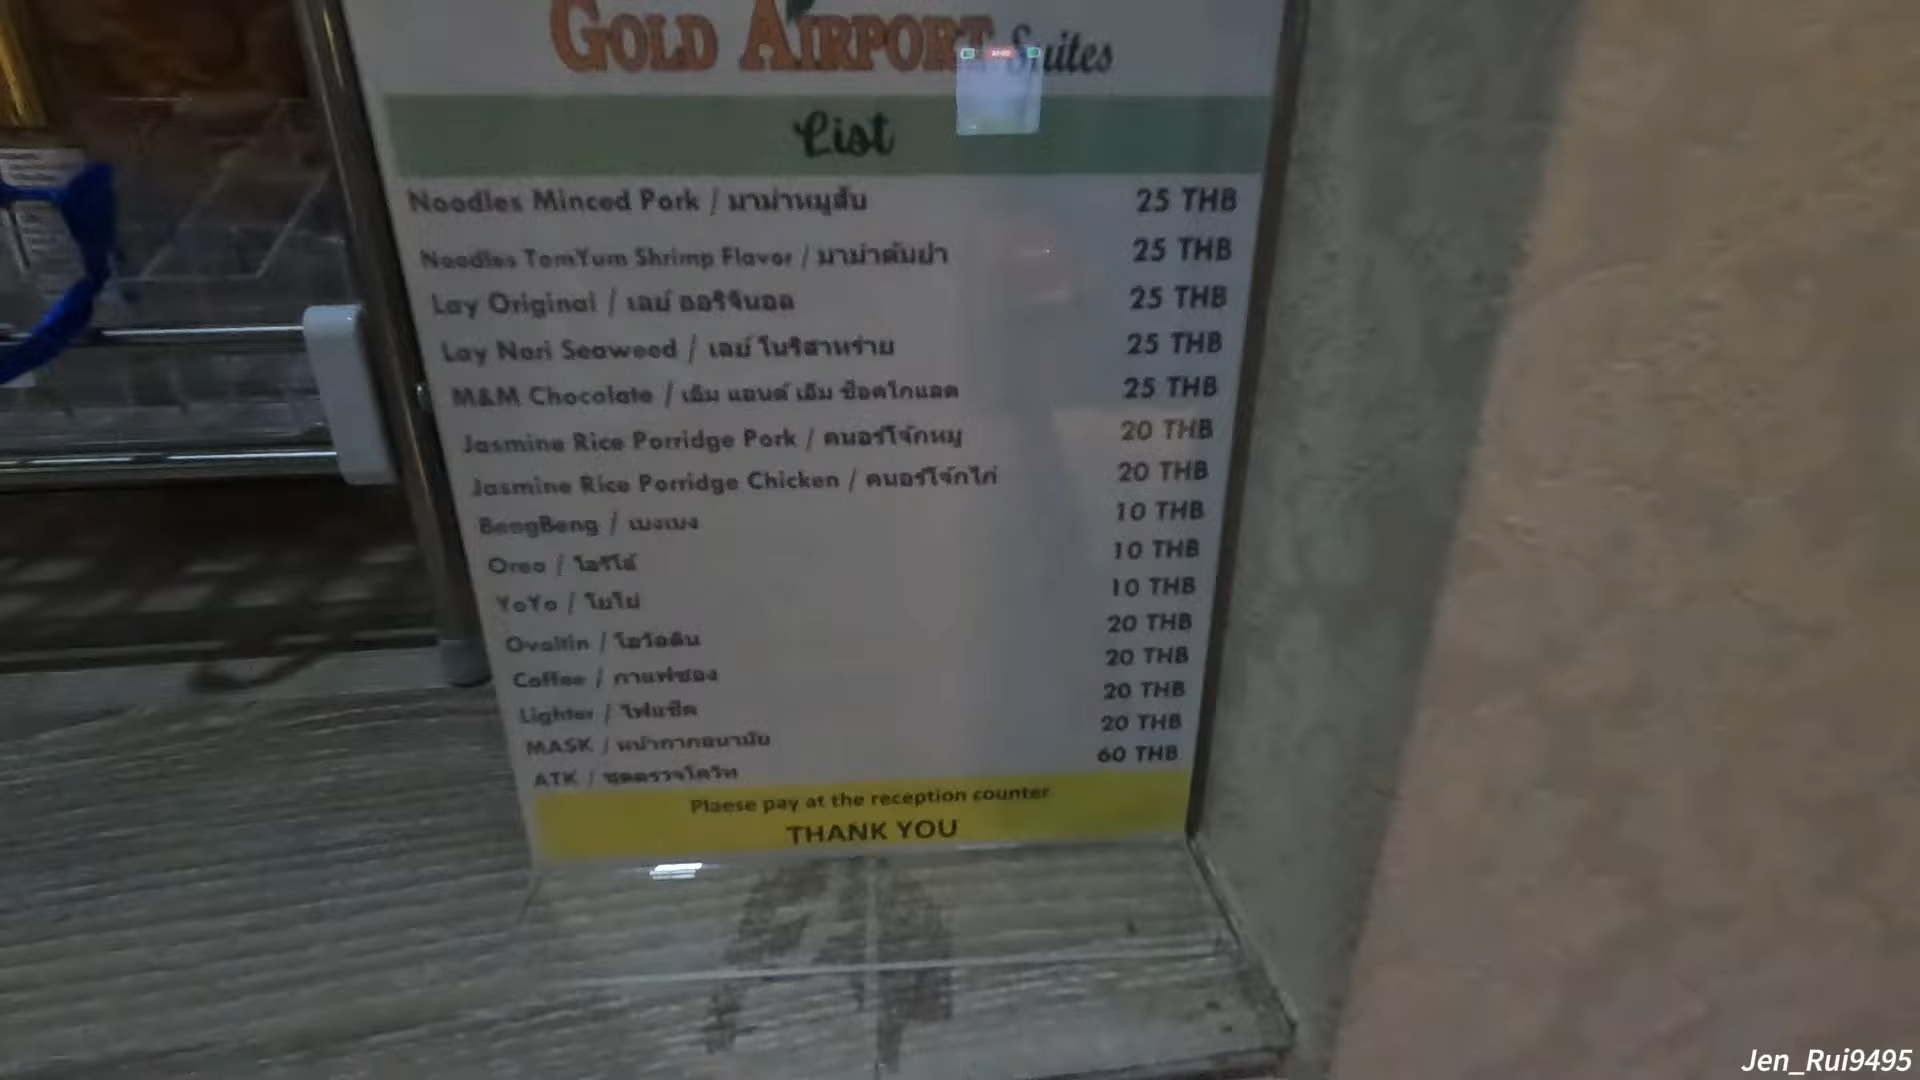 GOLD AIRPORT Suites
List
Noodles Minced Pork / มาม่าหมูสับ 25 THB
Noodles TomYum Shrimp Flavor / มาม่าต้มยำ 25 THB
Lay Original / เลย์ ออริจินอล 25 THB
Lay Nori Seaweed / เลย์ โนริสาหร่าย 25 THB
M&M Chocolate / เอ็ม แอนด์ เอ็ม ช็อคโกแลต 25 THB
Jasmine Rice Porridge Pork / คนอร์โจ๊กหมู 20 THB
Jasmine Rice Porridge Chicken / คนอร์โจ๊กไก่ 20 THB
BengBeng / เบงเบง 10 THB
Oreo / โอริโอ้ 10 THB
YoYo / โยโย่ 10 THB
Ovaltin / โอวัลติน 20 THB
Coffee / กาแฟซอง 20 THB
Lighter / ไฟแช็ค 20 THB
MASK / หน้ากากอนามัย 20 THB
ATK / ชุดตรวจโควิท 60 THB
Plaese pay at the reception counter
THANK YOU
Jen_Rui9495